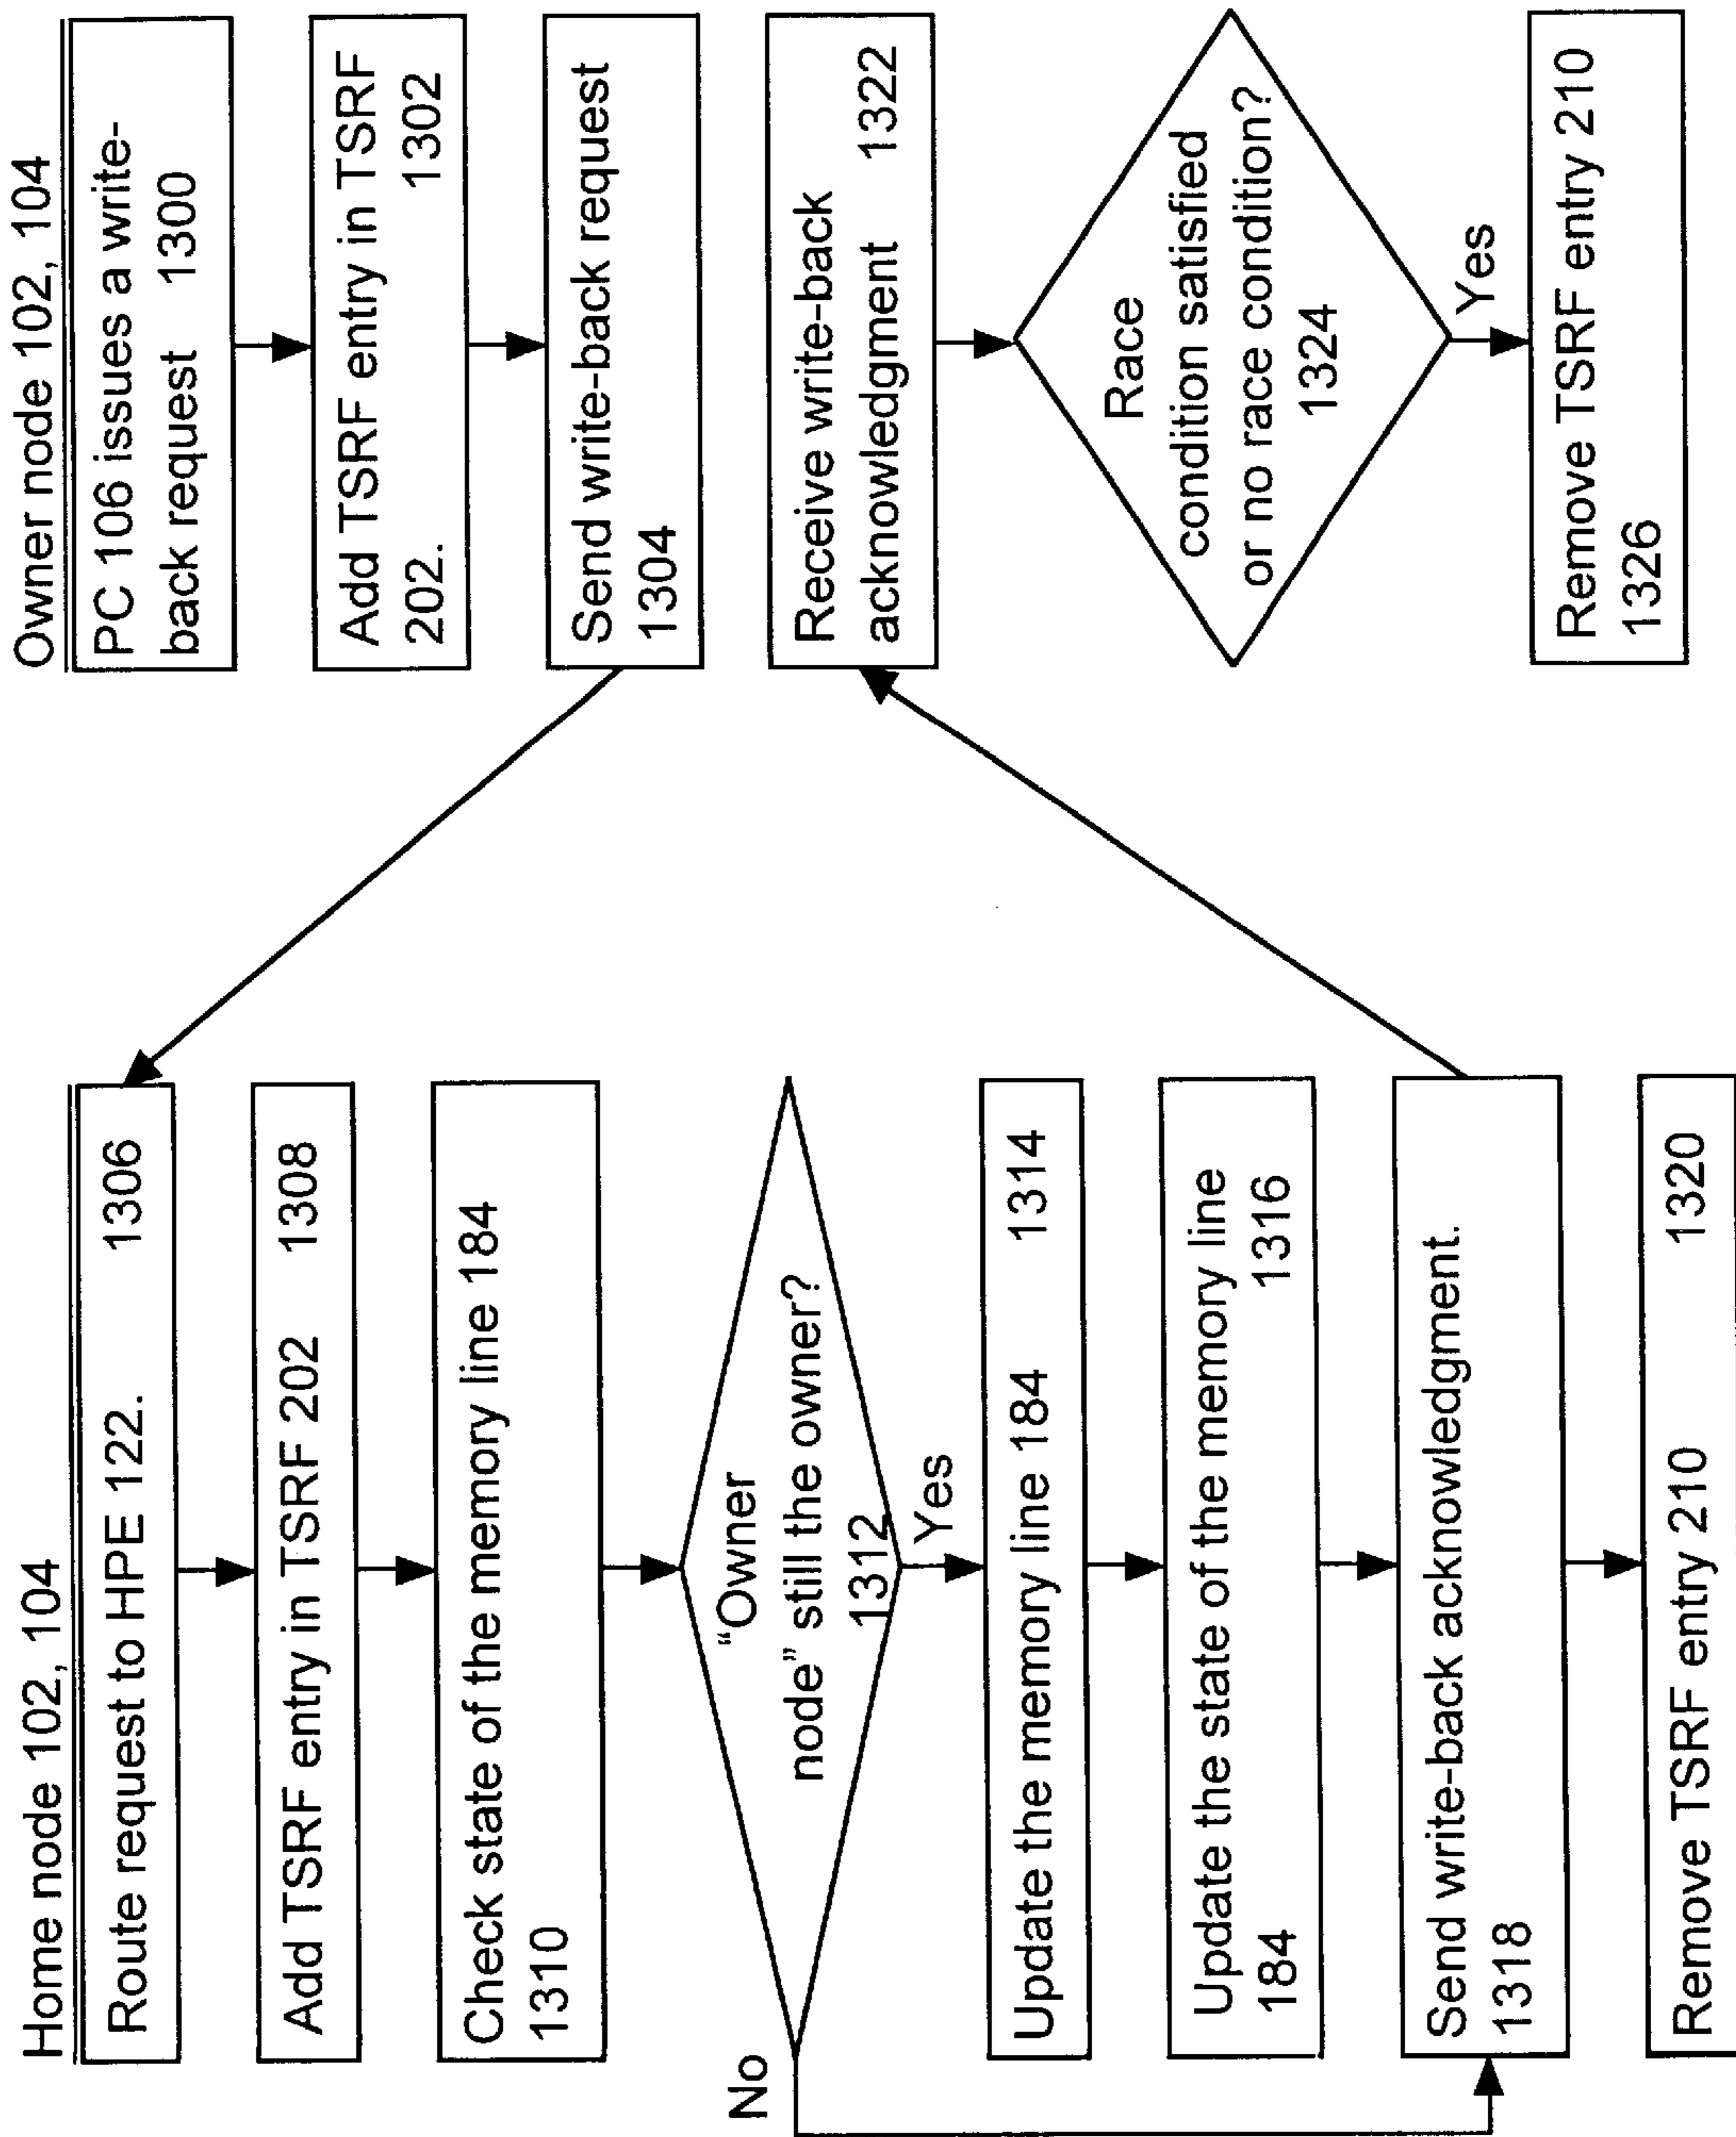 Home node 102, 104
Route request to HPE 122. 1306
Add TSRF entry in TSRF 202 1308
Check state of the memory line 184
1310
"Owner
node" still the owner?
1312
No
Yes
Update the memory line 184 1314
Update the state of the memory line
184 1316
Send write-back acknowledgment.
1318
Remove TSRF entry 210 1320
Owner node 102, 104
PC 106 issues a write-
back request 1300
Add TSRF entry in TSRF
202. 1302
Send write-back request
1304
Receive write-back
acknowledgment 1322
Race
condition satisfied
or no race condition?
1324
Yes
Remove TSRF entry 210
1326